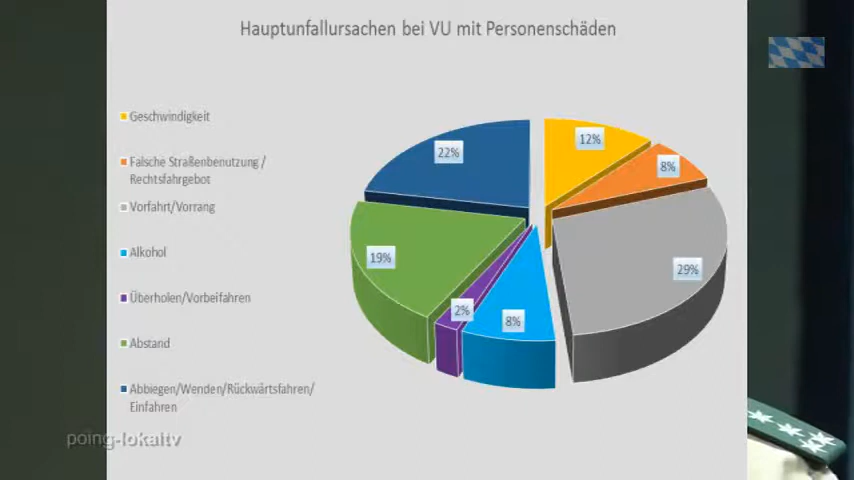 Hauptunfallursachen bei VU mit Personenschäden
Geschwindigkeit
Falsche Straßenbenutzung /
Rechtsfahrgebot
Vorfahrt/Vorrang
Alkohol
Überholen/Vorbeifahren
Abstand
Abbiegen/Wenden/Rückwärtsfahren/
Einfahren
12%
8%
29%
8%
2%
19%
22%
poing-lokaltv